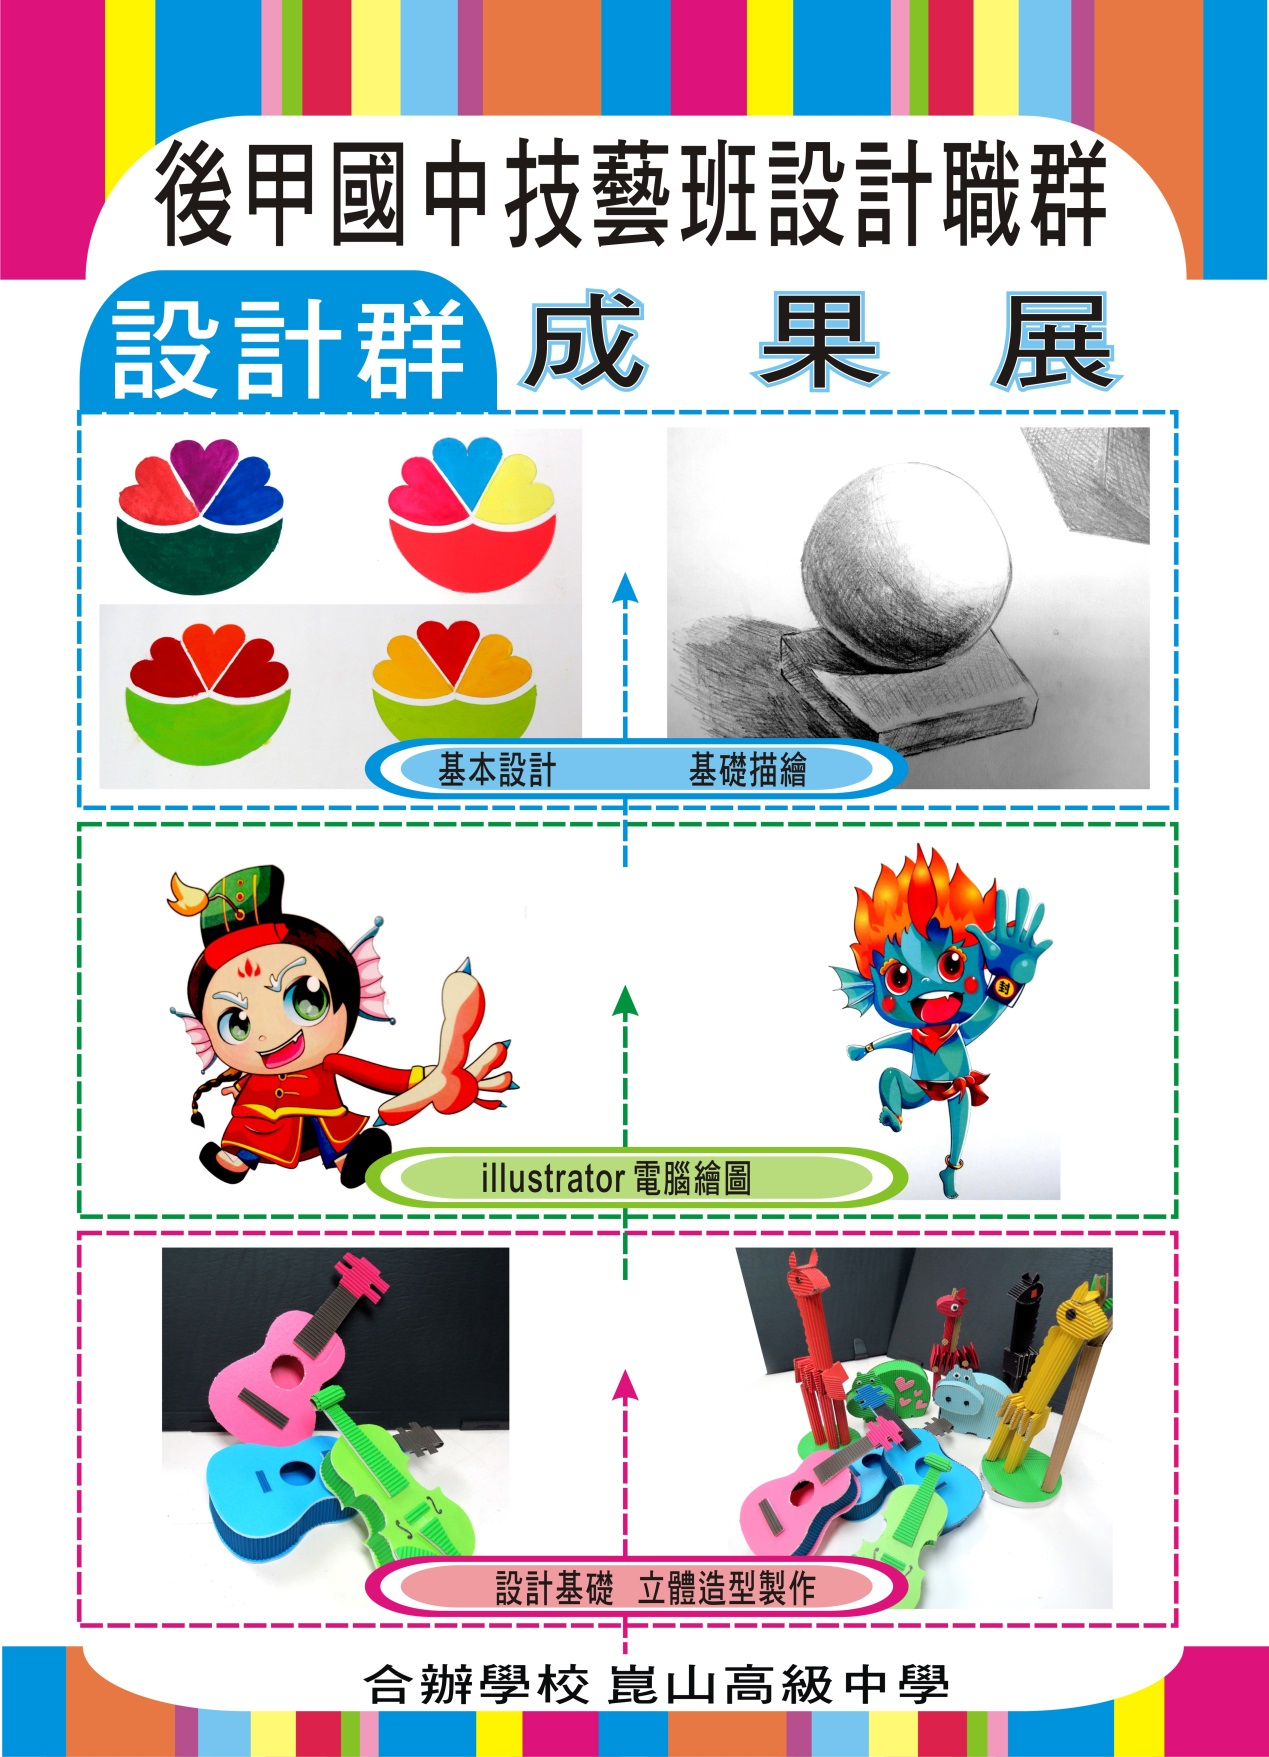 後甲國中技藝班設計職群
設計群 成果展
基本設計 基礎描繪
封
illustrator 電腦繪圖
設計基礎 立體造型製作
合辦學校 崑山高級中學